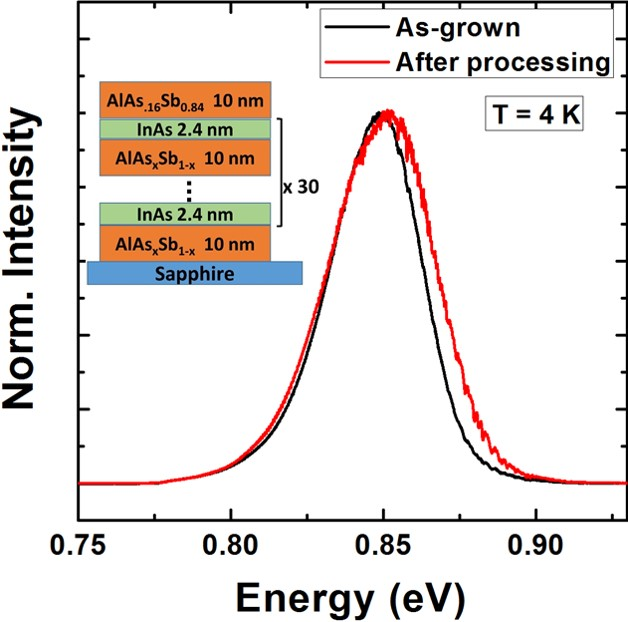 As-grown
After processing
T = 4 K
AlAs.16Sb0.84 10 nm
InAs 2.4 nm
AlAsxSb1-x 10 nm
x 30
InAs 2.4 nm
AlAsxSb1-x 10 nm
Sapphire
Norm. Intensity
0.75 0.80 0.85 0.90
Energy (eV)